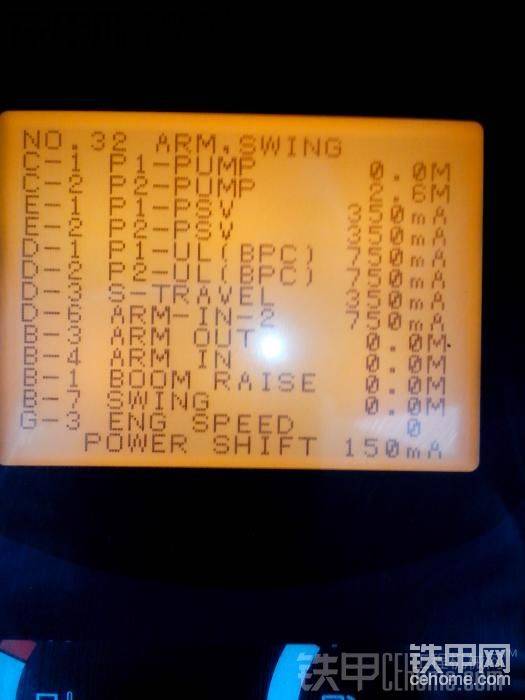 NO.32 ARM.SWING
C-1 P1-PUMP 0.0M
C-2 P2-PUMP 2.6M
E-1 P1-PSV 350mA
E-2 P2-PSV 350mA
D-1 P1-UL(BPC) 750mA
D-2 P2-UL(BPC) 750mA
D-3 S-TRAVEL 350mA
D-6 ARM-IN-2 750mA
B-3 ARM OUT 0.0M
B-4 ARM IN 0.0M
B-1 BOOM RAISE 0.0M
B-7 SWING 0.0M
G-3 ENG SPEED 0
POWER SHIFT 150mA
铁甲
铁甲网
cehome.com